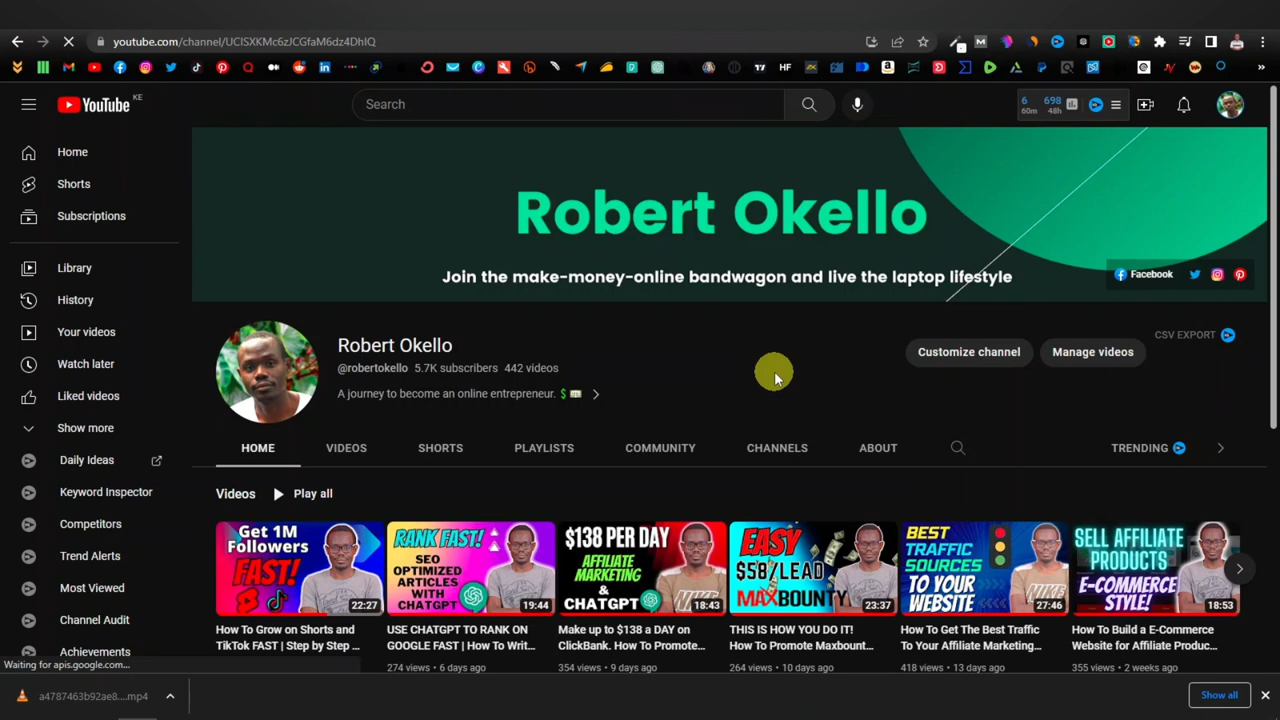 youtube.com/channel/UCISXKMc6zJCGfaM6dz4DhIQ
YouTube KE
Search
6 698
60m 48h
Home
Shorts
Subscriptions
Library
History
Your videos
Watch later
Liked videos
Show more
Daily Ideas
Keyword Inspector
Competitors
Trend Alerts
Most Viewed
Channel Audit
Achievements
Robert Okello
Join the make-money-online bandwagon and live the laptop lifestyle
Facebook
Robert Okello
@robertokello 5.7K subscribers 442 videos
A journey to become an online entrepreneur.
Customize channel
Manage videos
CSV EXPORT
HOME VIDEOS SHORTS PLAYLISTS COMMUNITY CHANNELS ABOUT TRENDING
Videos Play all
Get 1M
Followers
FAST!
22:27
How To Grow on Shorts and
TikTok FAST | Step by Step ...
RANK FAST!
SEO
OPTIMIZED
ARTICLES
WITH
CHATGPT
19:44
USE CHATGPT TO RANK ON
GOOGLE FAST | How To Writ...
274 views • 6 days ago
$138 PER DAY
AFFILIATE
MARKETING
&
CHATGPT
18:43
Make up to $138 a DAY on
ClickBank. How To Promote...
354 views • 9 days ago
EASY
$58/LEAD
MAXBOUNTY
23:37
THIS IS HOW YOU DO IT!
How To Promote Maxbount...
264 views • 10 days ago
BEST
TRAFFIC
SOURCES
TO YOUR
WEBSITE
NIKE
27:46
How To Get The Best Traffic
To Your Affiliate Marketing...
418 views • 13 days ago
SELL AFFILIATE
PRODUCTS
E-COMMERCE
STYLE!
18:53
How To Build a E-Commerce
Website for Affiliate Produc...
355 views • 2 weeks ago
Waiting for apis.google.com...
a4787463b92ae8....mp4
Show all